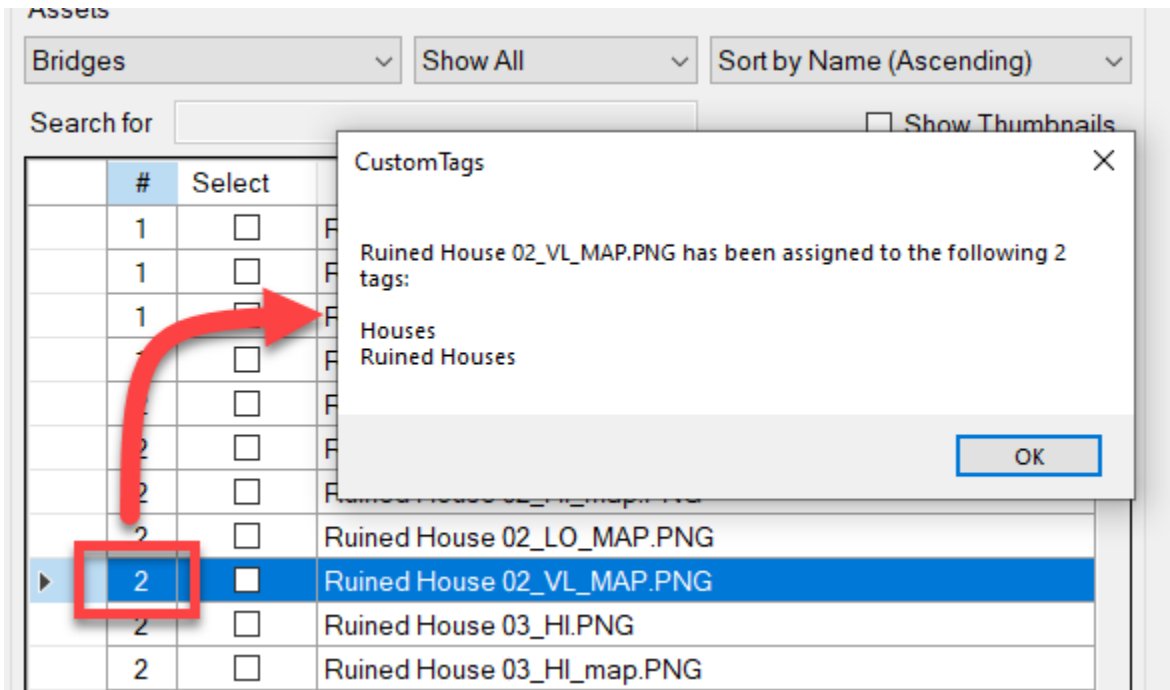 Assets
Bridges
Show All
Sort by Name (Ascending)
Search for
Show Thumbnails
CustomTags
# Select
Ruined House 02_VL_MAP.PNG has been assigned to the following 2
tags:
Houses
Ruined Houses
OK
1
1
1
2
2
2 Ruined House 02_LO_MAP.PNG
2 Ruined House 02_VL_MAP.PNG
2 Ruined House 03_HI.PNG
2 Ruined House 03_HI_map.PNG